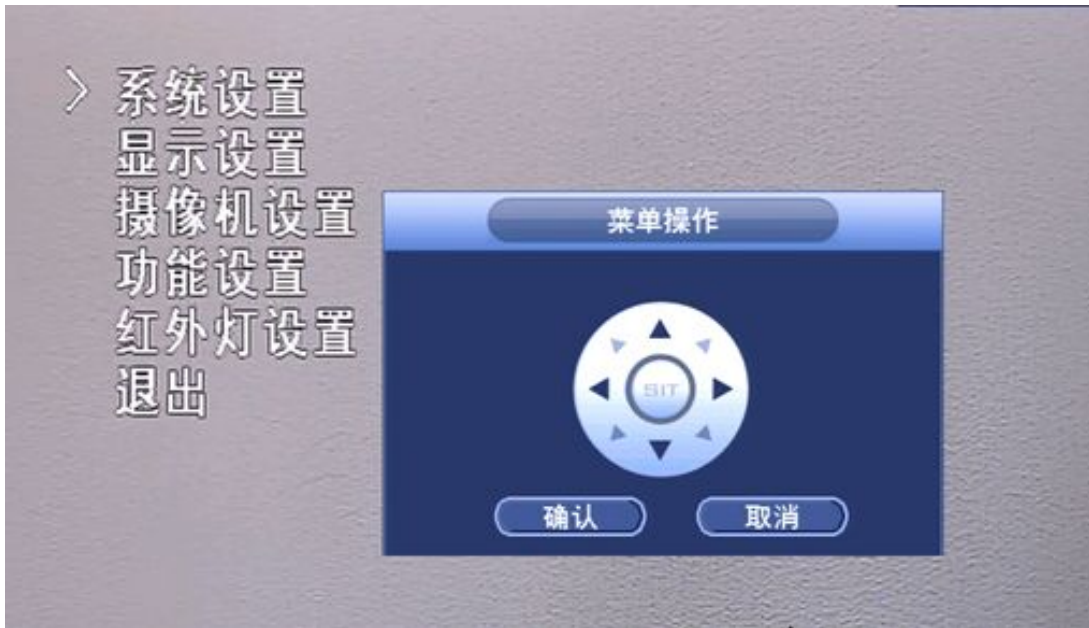 系统设置
显示设置
摄像机设置
功能设置
红外灯设置
退出
菜单操作
SIT
确认
取消